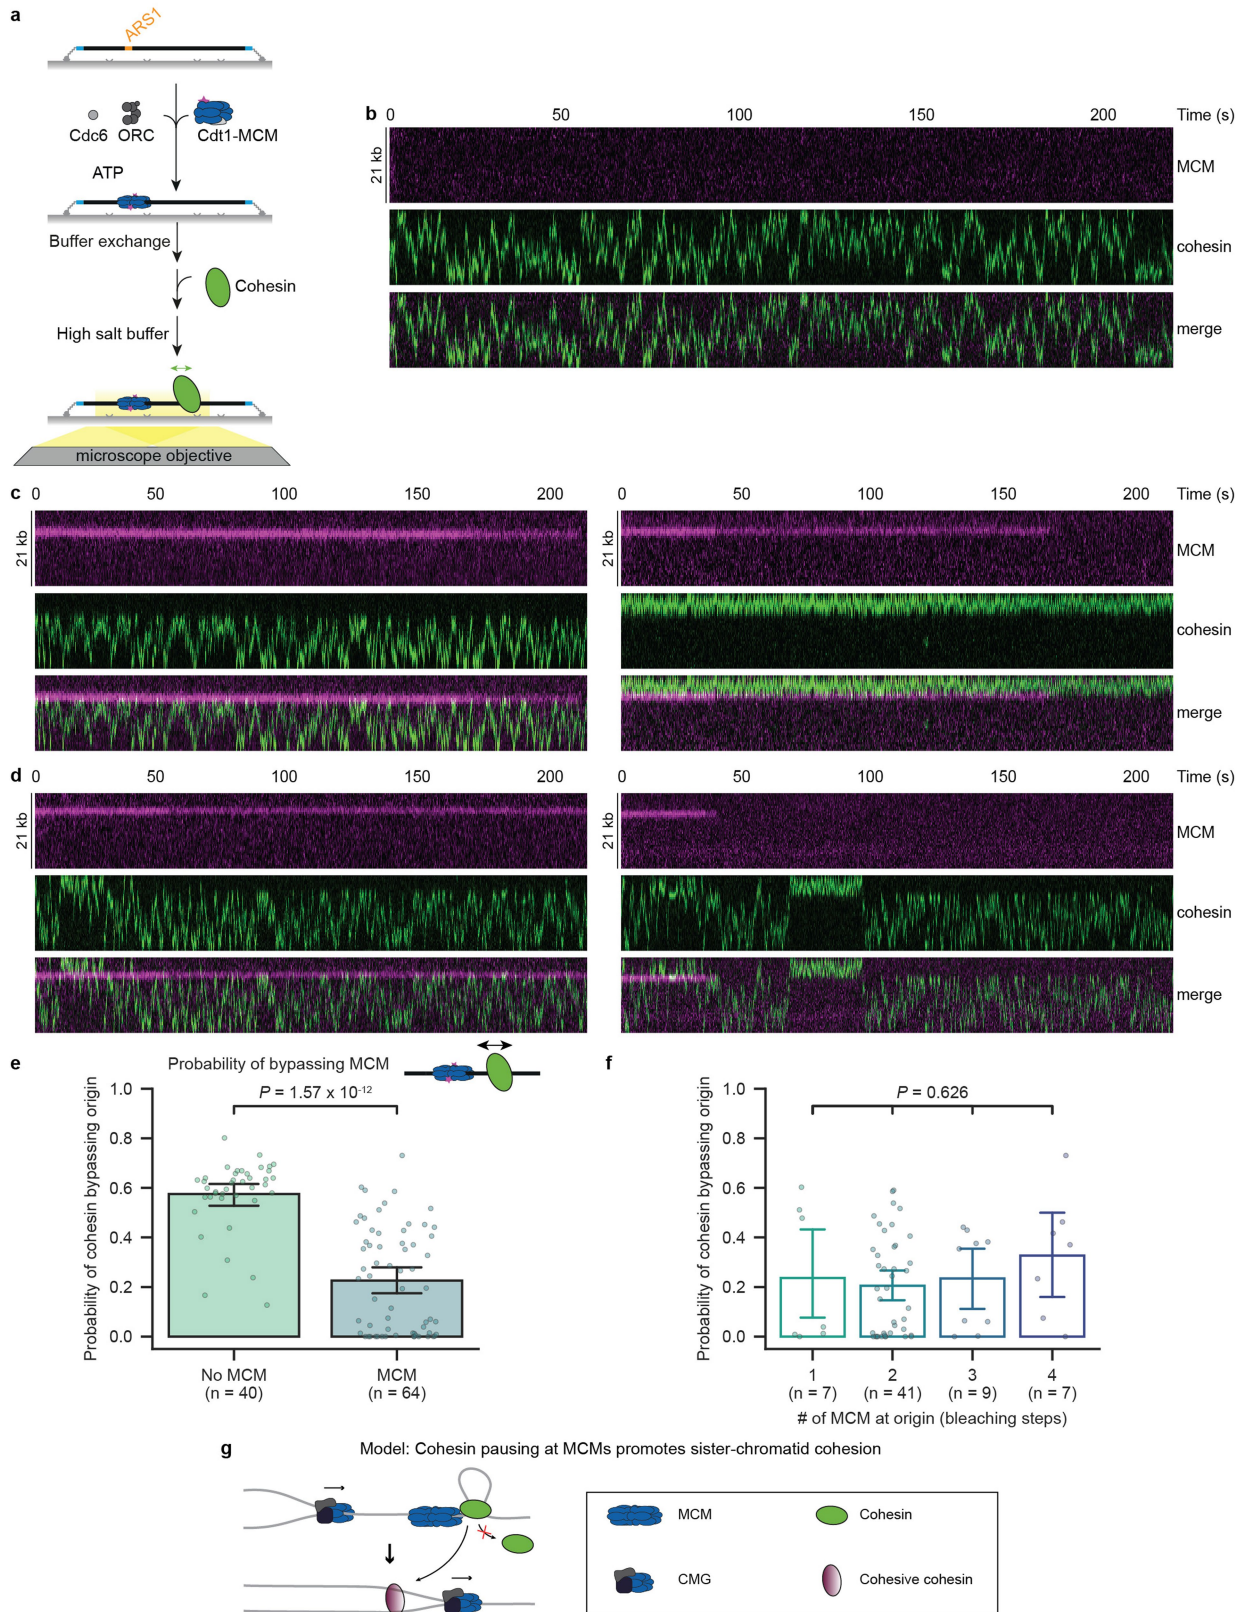 a
ARS1
Cdc6 ORC Cdt1-MCM
ATP
Buffer exchange
Cohesin
High salt buffer
microscope objective
b 0 50 100 150 200 Time (s)
21 kb
MCM
cohesin
merge
c 0 50 100 150 200 0 50 100 150 200 Time (s)
21 kb 21 kb
MCM
cohesin
merge
d 0 50 100 150 200 0 50 100 150 200 Time (s)
21 kb 21 kb
MCM
cohesin
merge
e
Probability of bypassing MCM
P = 1.57 x 10⁻¹²
Probability of cohesin bypassing origin
1.0
0.8
0.6
0.4
0.2
0.0
No MCM MCM
(n = 40) (n = 64)
f
P = 0.626
Probability of cohesin bypassing origin
1.0
0.8
0.6
0.4
0.2
0.0
1 2 3 4
(n = 7) (n = 41) (n = 9) (n = 7)
# of MCM at origin (bleaching steps)
g Model: Cohesin pausing at MCMs promotes sister-chromatid cohesion
MCM Cohesin
CMG Cohesive cohesin